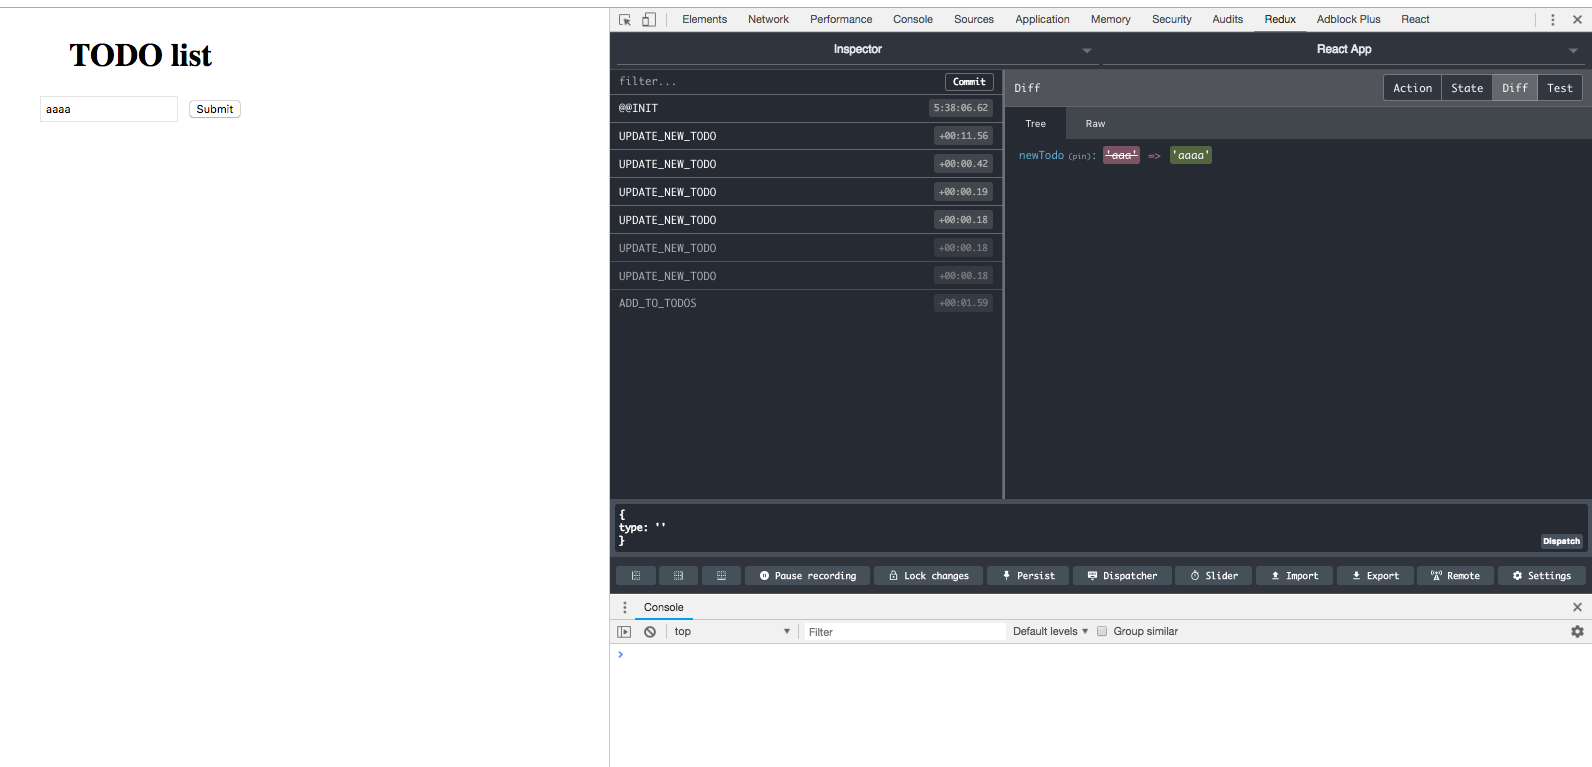 TODO list
aaaa
Submit
Elements Network Performance Console Sources Application Memory Security Audits Redux Adblock Plus React
Inspector React App
filter... Commit
@@INIT 5:38:06.62
UPDATE_NEW_TODO +00:11.56
UPDATE_NEW_TODO +00:00.42
UPDATE_NEW_TODO +00:00.19
UPDATE_NEW_TODO +00:00.18
UPDATE_NEW_TODO +00:00.18
UPDATE_NEW_TODO +00:00.18
ADD_TO_TODOS +00:01.59
Diff Action State Diff Test
Tree Raw
newTodo (pin): 'aaa' => 'aaaa'
{
type: ''
}
Dispatch
Pause recording Lock changes Persist Dispatcher Slider Import Export Remote Settings
Console
top Filter Default levels Group similar